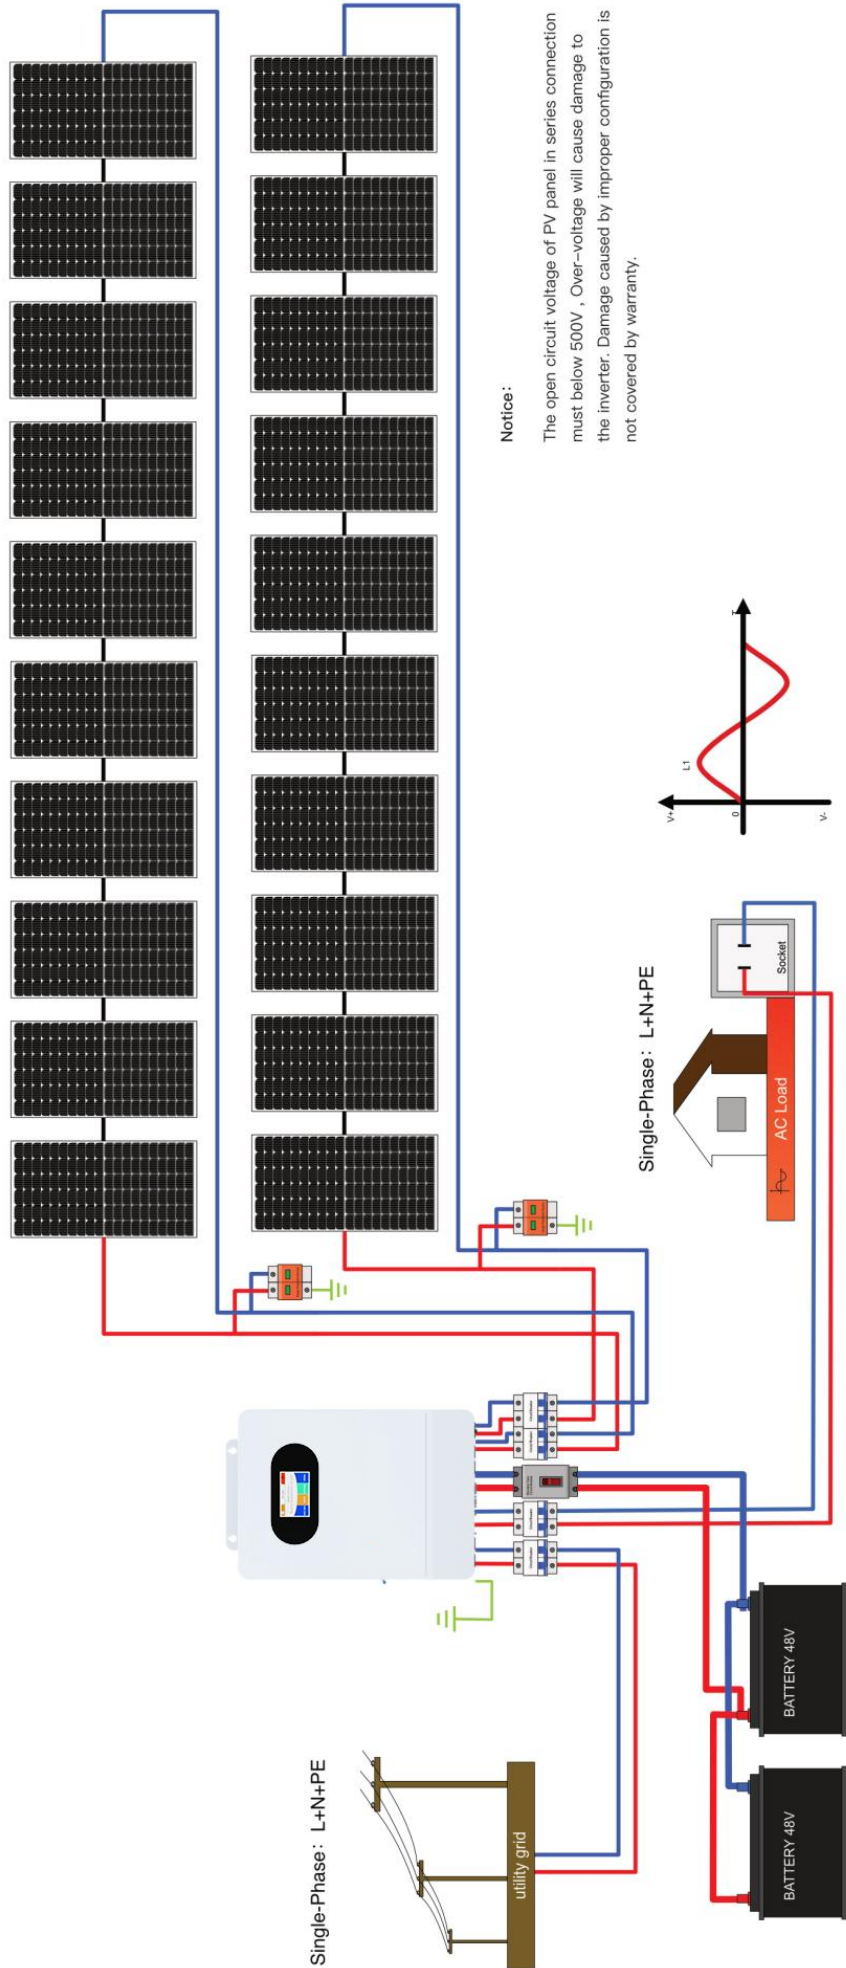 Notice:
The open circuit voltage of PV panel in series connection
must below 500V , Over-voltage will cause damage to
the inverter. Damage caused by improper configuration is
not covered by warranty.
Single-Phase: L+N+PE
utility grid
BATTERY 48V
BATTERY 48V
Single-Phase: L+N+PE
AC Load
Socket
V+
L1
0
V-